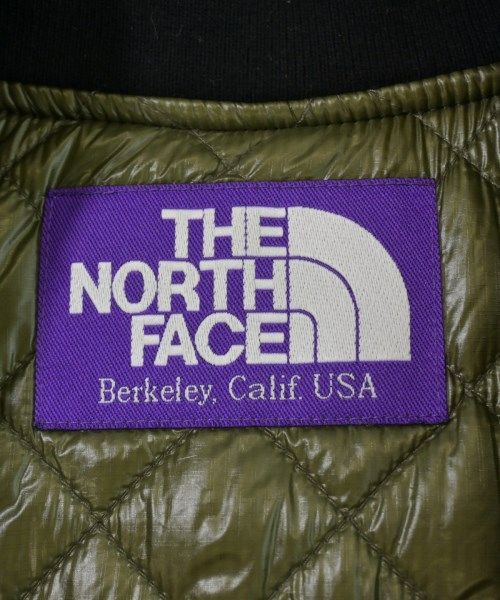 THE
NORTH
FACE
Berkeley, Calif. USA